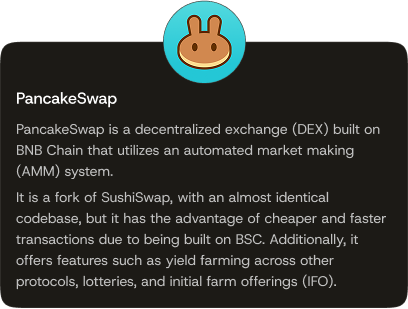 PancakeSwap
PancakeSwap is a decentralized exchange (DEX) built on
BNB Chain that utilizes an automated market making
(AMM) system.
It is a fork of SushiSwap, with an almost identical
codebase, but it has the advantage of cheaper and faster
transactions due to being built on BSC. Additionally, it
offers features such as yield farming across other
protocols, lotteries, and initial farm offerings (IFO).